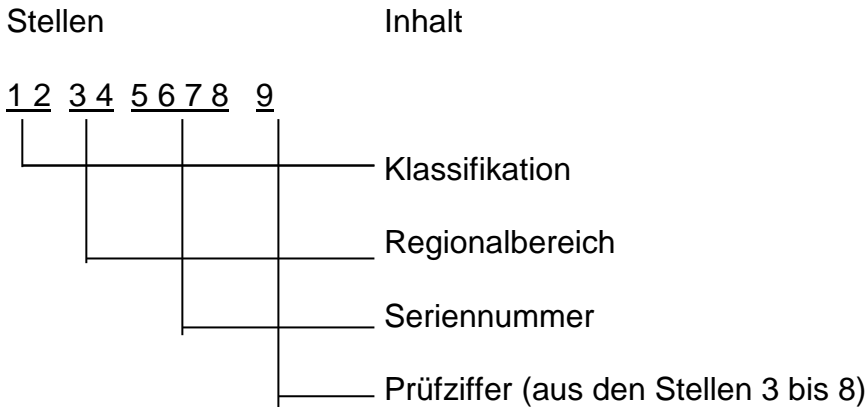 Stellen Inhalt
1 2 3 4 5 6 7 8 9
Klassifikation
Regionalbereich
Seriennummer
Prüfziffer (aus den Stellen 3 bis 8)